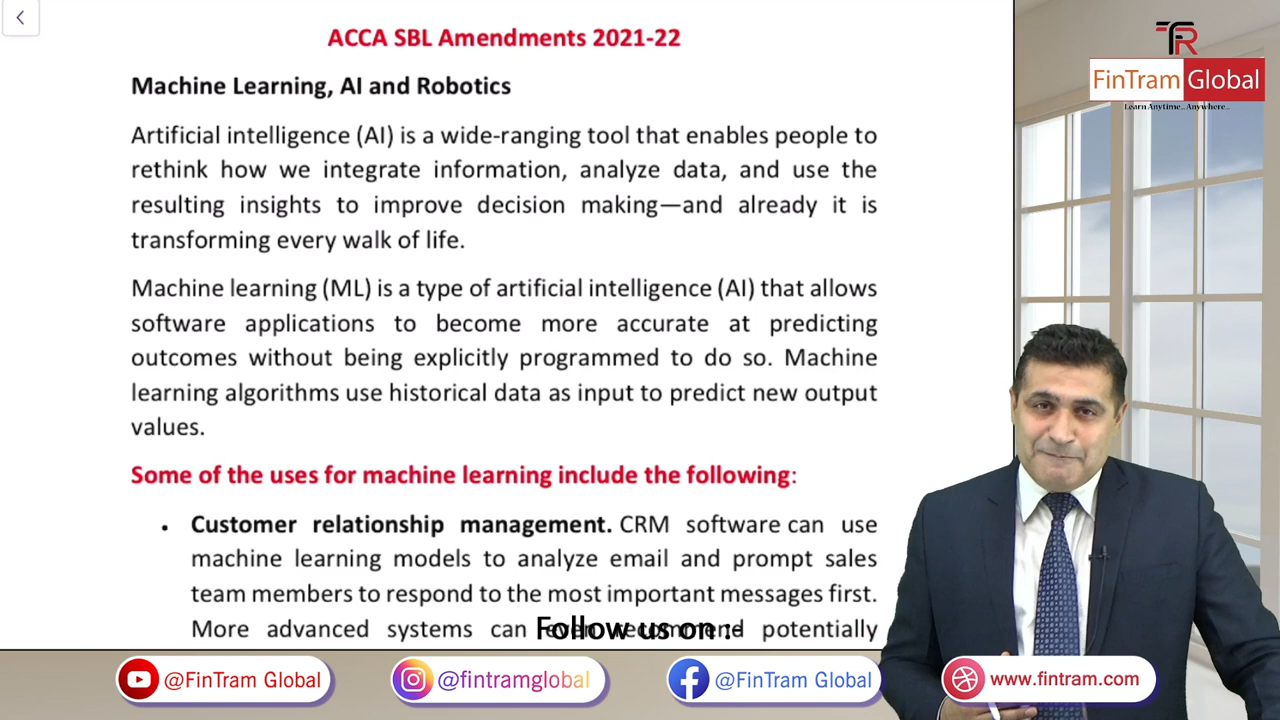 ACCA SBL Amendments 2021-22
Machine Learning, AI and Robotics
Artificial intelligence (AI) is a wide-ranging tool that enables people to
rethink how we integrate information, analyze data, and use the
resulting insights to improve decision making—and already it is
transforming every walk of life.
Machine learning (ML) is a type of artificial intelligence (AI) that allows
software applications to become more accurate at predicting
outcomes without being explicitly programmed to do so. Machine
learning algorithms use historical data as input to predict new output
values.
Some of the uses for machine learning include the following:
• Customer relationship management. CRM software can use
machine learning models to analyze email and prompt sales
team members to respond to the most important messages first.
More advanced systems can even recommend potentially
Follow us on :-
TR
FinTram Global
Learn Anytime.. Anywhere..
@FinTram Global
@fintramglobal
@FinTram Global
www.fintram.com